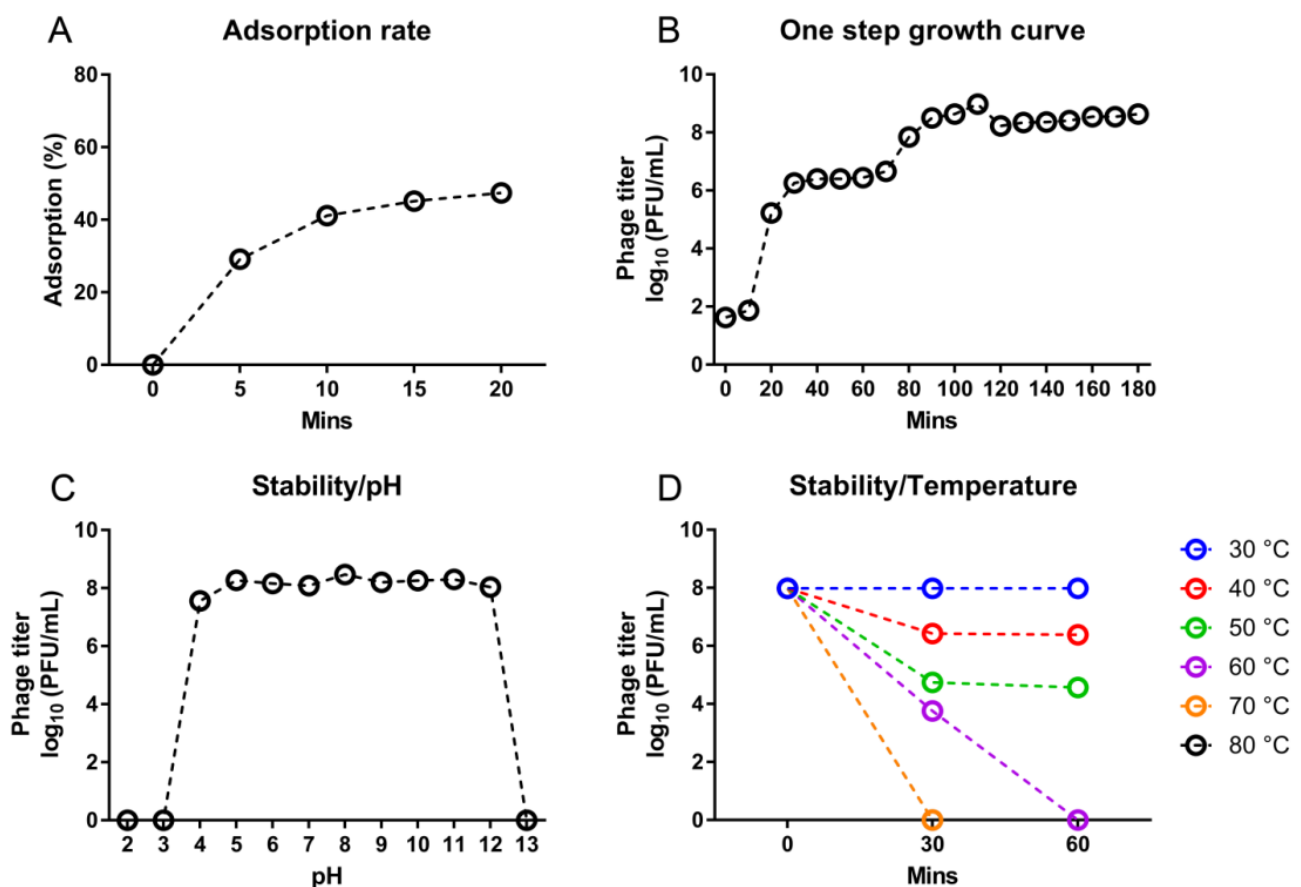 A
Adsorption rate
80
60
40
20
0
Adsorption (%)
0 5 10 15 20
Mins
B
One step growth curve
10
8
6
4
2
0
Phage titer
log₁₀ (PFU/mL)
0 20 40 60 80 100 120 140 160 180
Mins
C
Stability/pH
10
8
6
4
2
0
Phage titer
log₁₀ (PFU/mL)
2 3 4 5 6 7 8 9 10 11 12 13
pH
D
Stability/Temperature
10
8
6
4
2
0
Phage titer
log₁₀ (PFU/mL)
0 30 60
Mins
30 °C
40 °C
50 °C
60 °C
70 °C
80 °C